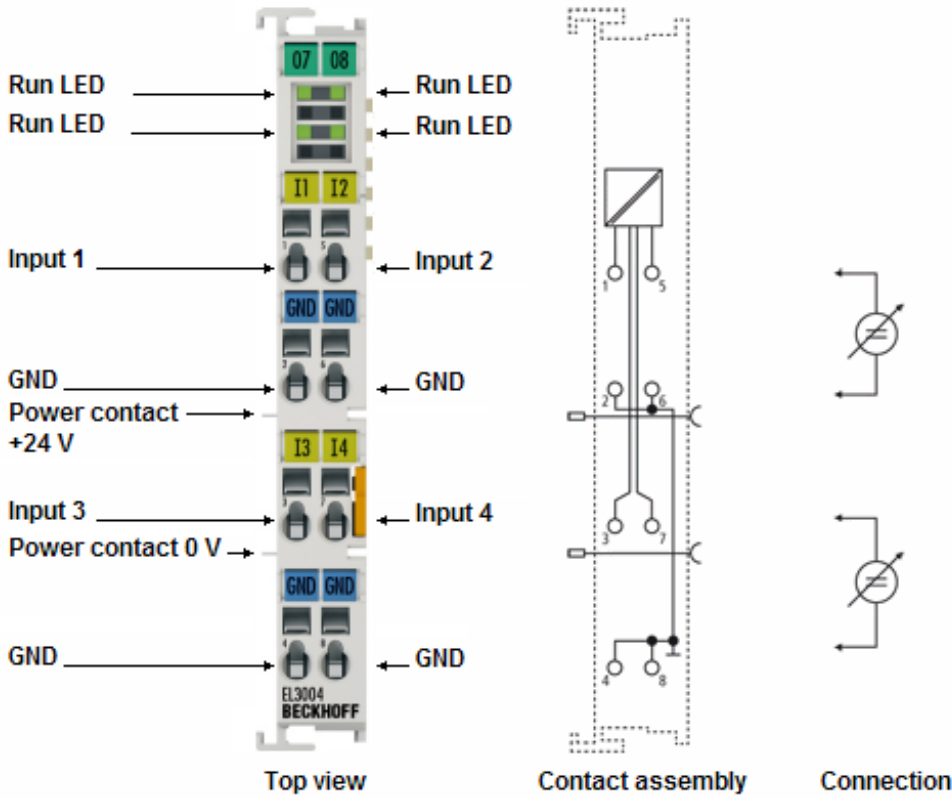 07 08
Run LED
Run LED
Run LED
Run LED
I1 I2
Input 1
1
5
Input 2
1
5
GND GND
GND
2
6
GND
2
6
Power contact
+24 V
I3 I4
Input 3
3
7
Input 4
3
7
Power contact 0 V
GND GND
GND
4
8
GND
4
8
EL3004
BECKHOFF
Top view
Contact assembly
Connection